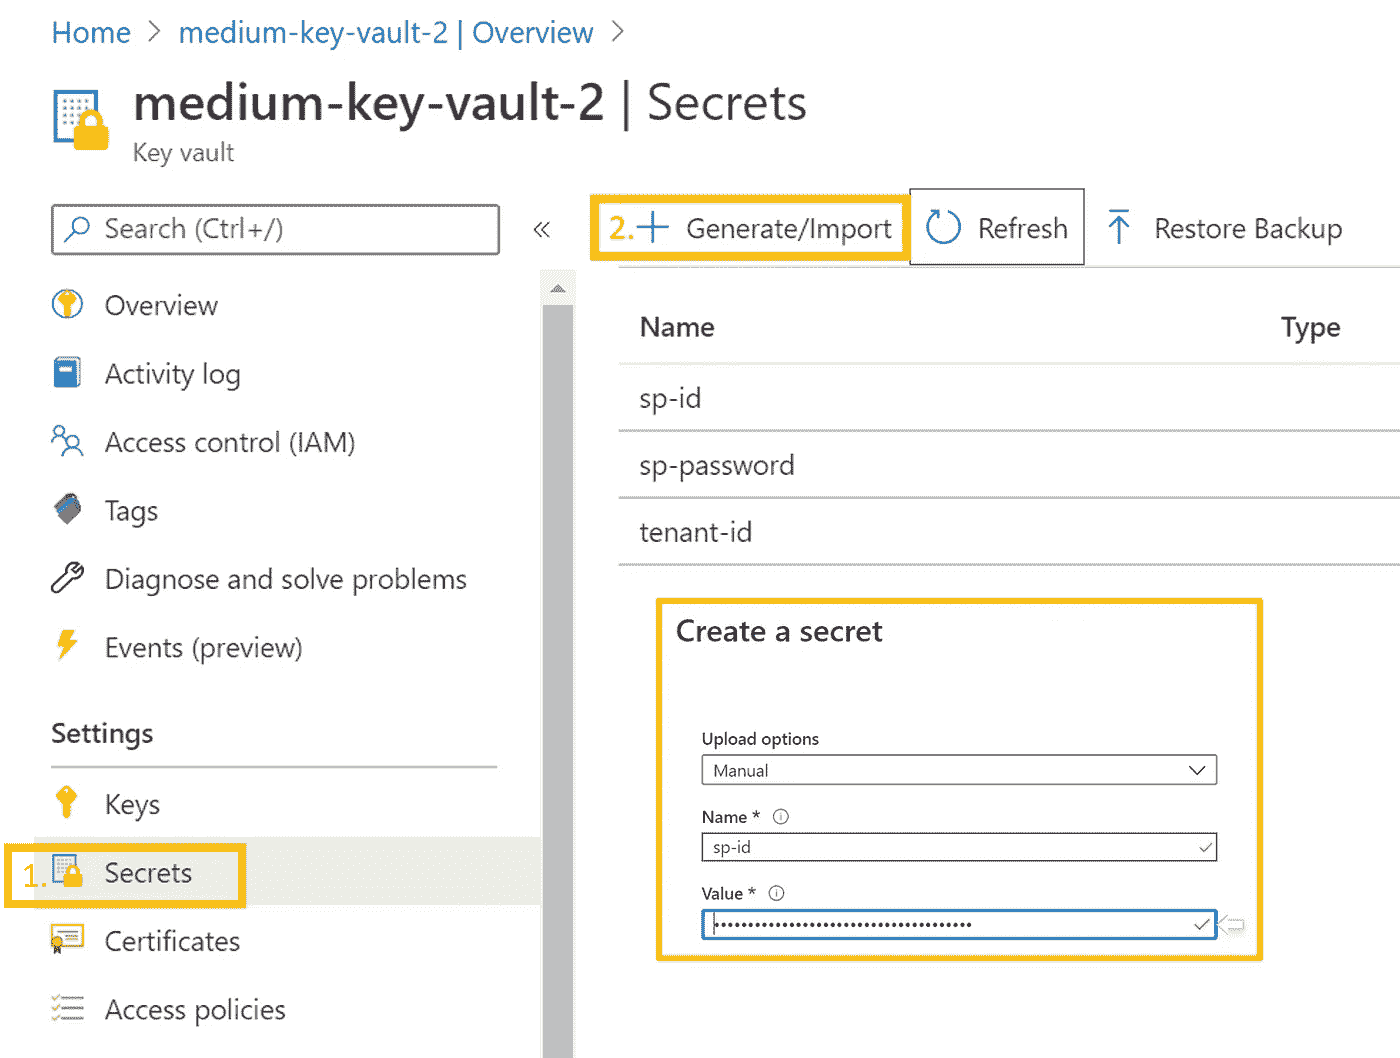 Home > medium-key-vault-2 | Overview >
medium-key-vault-2 | Secrets
Key vault
Search (Ctrl+/)
«
2. + Generate/Import
Refresh
Restore Backup
Overview
Activity log
Access control (IAM)
Tags
Diagnose and solve problems
Events (preview)
Settings
Keys
1. Secrets
Certificates
Access policies
Name Type
sp-id
sp-password
tenant-id
Create a secret
Upload options
Manual
Name *
sp-id
Value *